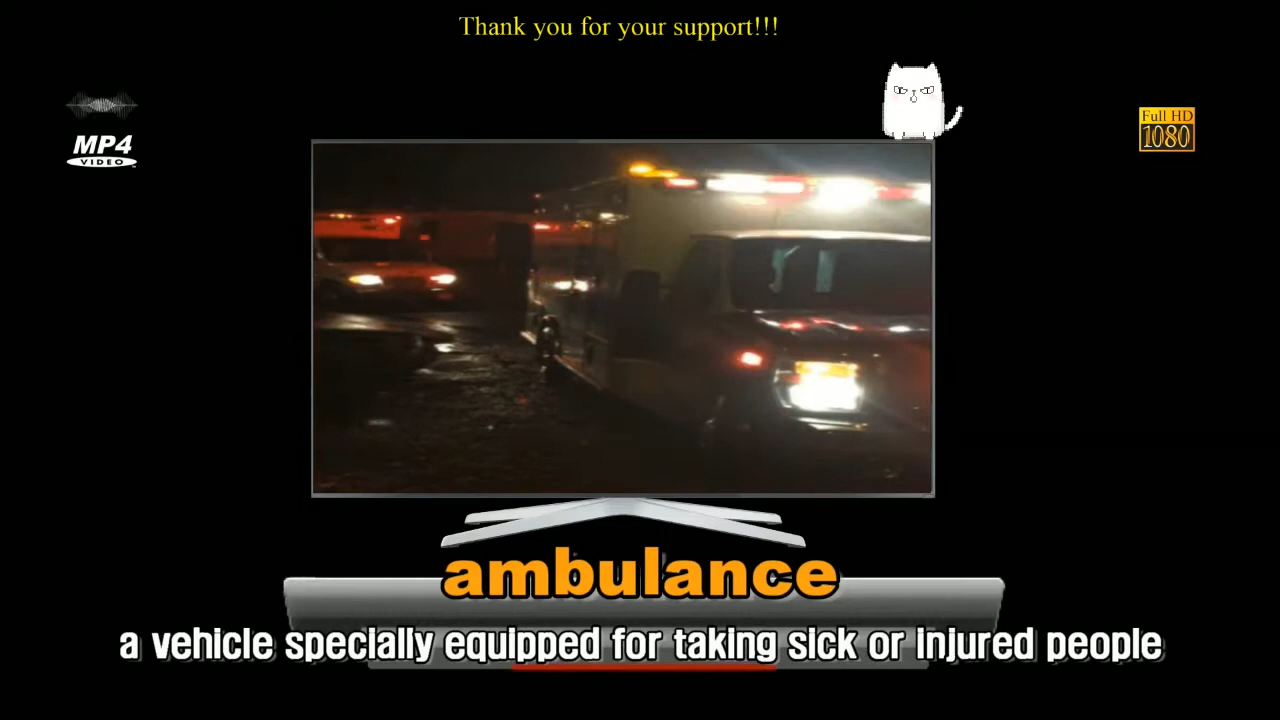 Thank you for your support!!!
MP4
VIDEO
Full HD
1080
ambulance
a vehicle specially equipped for taking sick or injured people